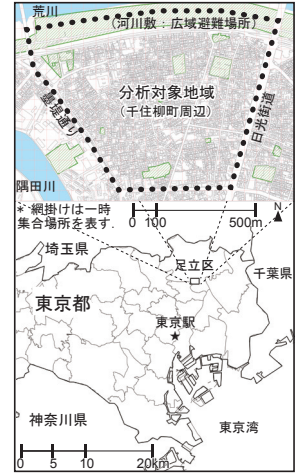 荒川
(河川敷:広域避難場所)
分析対象地域
(千住柳町周辺)
墨堤通り
日光街道
隅田川
* 網掛けは一時
集合場所を表す.
0 100 500m
N
埼玉県
足立区
千葉県
東京都
東京駅
神奈川県
東京湾
0 5 10 20km